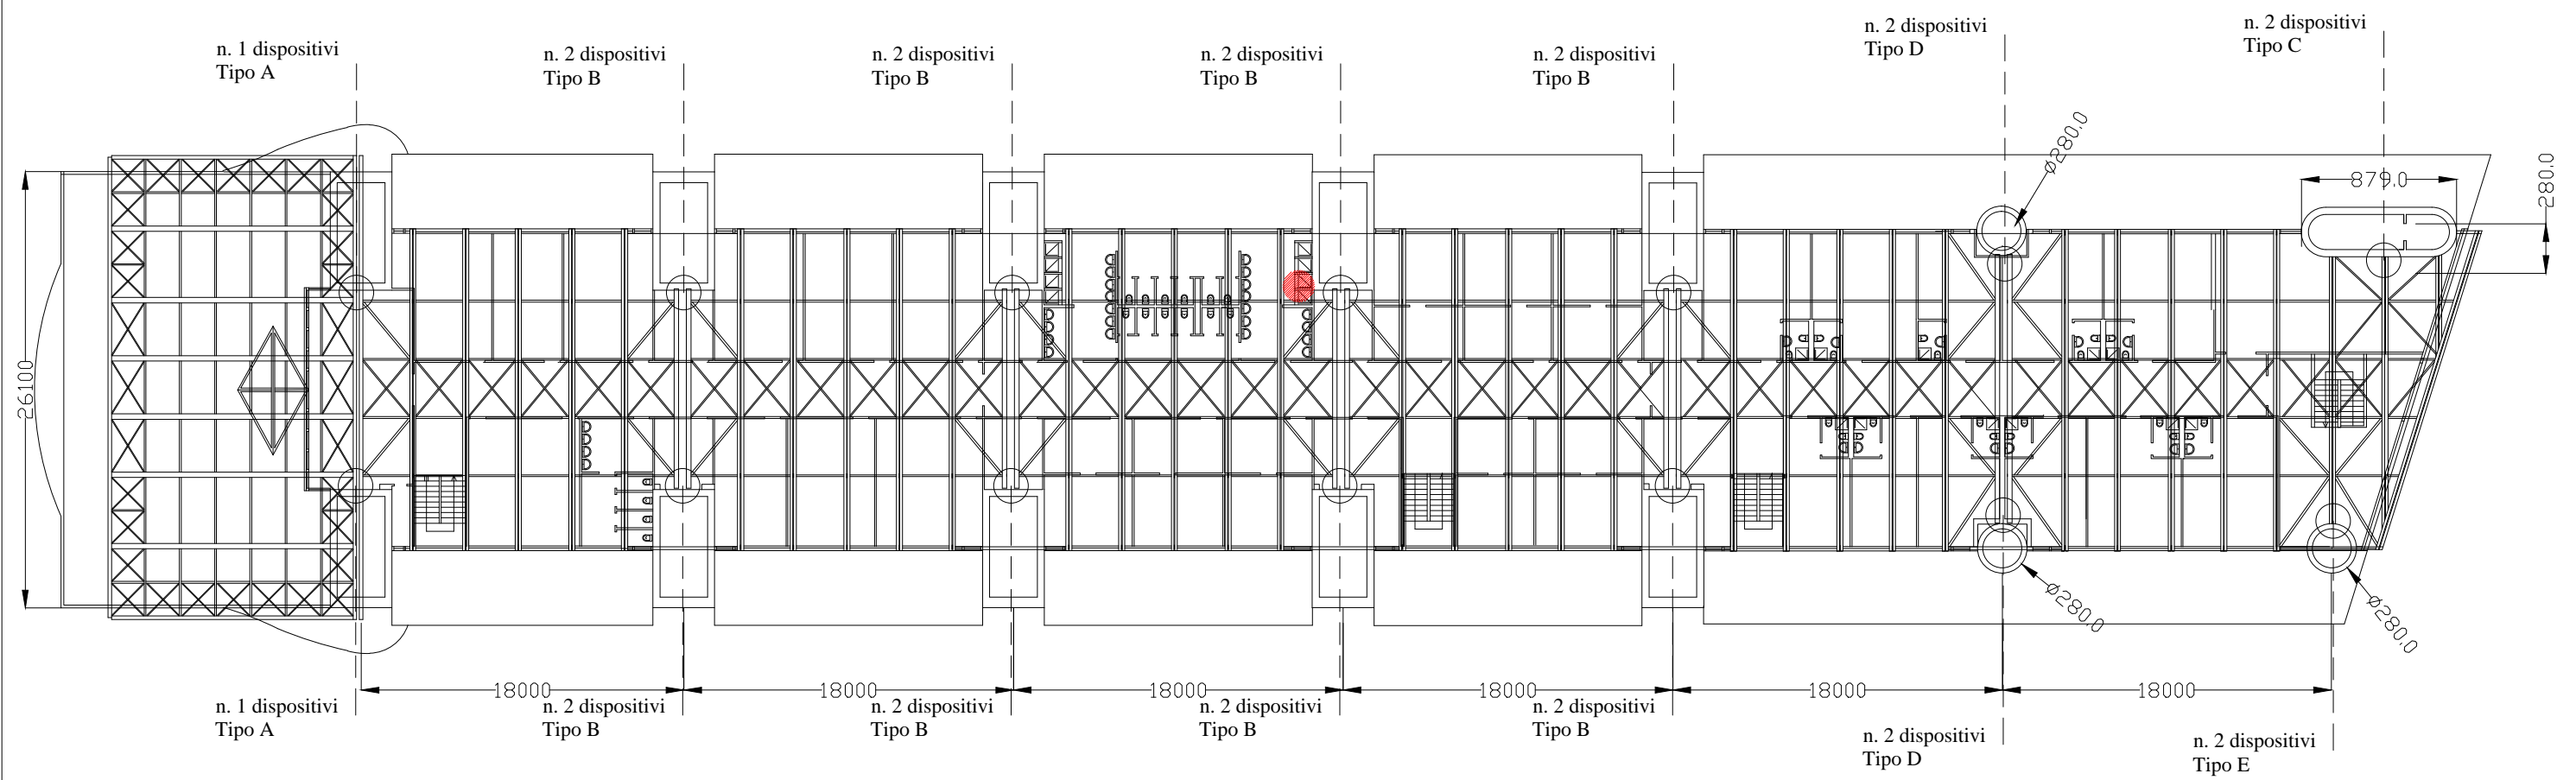 n. 2 dispositivi
Tipo D
n. 2 dispositivi
Tipo C
n. 1 dispositivi
Tipo A
n. 2 dispositivi
Tipo B
n. 2 dispositivi
Tipo B
n. 2 dispositivi
Tipo B
n. 2 dispositivi
Tipo B
ø280.0
879.0
280.0
26100
ø280.0
ø280.0
18000
18000
18000
18000
18000
18000
n. 1 dispositivi
Tipo A
n. 2 dispositivi
Tipo B
n. 2 dispositivi
Tipo B
n. 2 dispositivi
Tipo B
n. 2 dispositivi
Tipo B
n. 2 dispositivi
Tipo D
n. 2 dispositivi
Tipo E